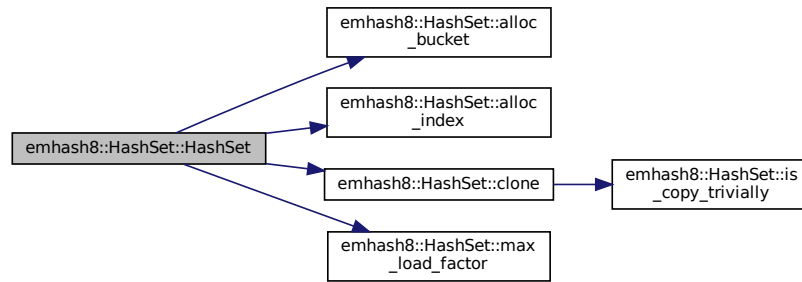 emhash8::HashSet::HashSet
emhash8::HashSet::alloc
_bucket
emhash8::HashSet::alloc
_index
emhash8::HashSet::clone
emhash8::HashSet::is
_copy_trivially
emhash8::HashSet::max
_load_factor